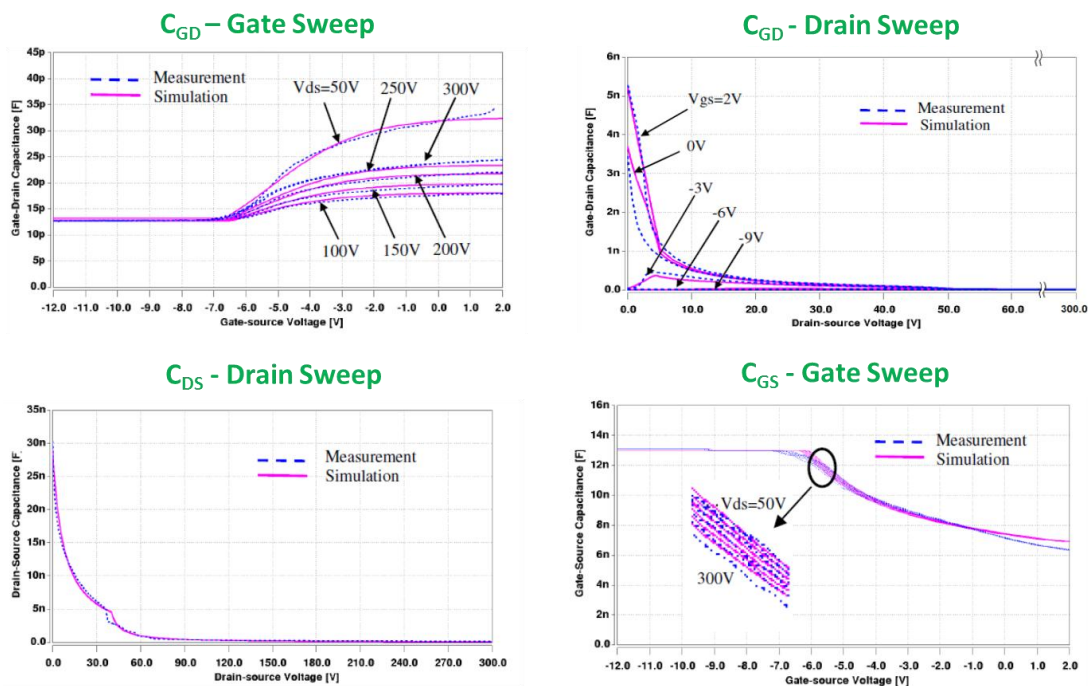 C_GD – Gate Sweep
45p
40p
35p
30p
25p
20p
15p
10p
5p
0.0
Gate-Drain Capacitance [F]
Measurement
Simulation
Vds=50V
250V
300V
100V
150V
200V
-12.0 -11.0 -10.0 -9.0 -8.0 -7.0 -6.0 -5.0 -4.0 -3.0 -2.0 -1.0 0.0 1.0 2.0
Gate-source Voltage [V]
C_GD - Drain Sweep
6n
5n
4n
3n
2n
1n
0.0
Gate-Drain Capacitance [F]
Vgs=2V
0V
-3V
-6V
-9V
Measurement
Simulation
0.0 10.0 20.0 30.0 40.0 50.0 60.0 300.0
Drain-source Voltage [V]
C_DS - Drain Sweep
35n
30n
25n
20n
15n
10n
5n
0.0
Drain-Source Capacitance [F]
Measurement
Simulation
0.0 30.0 60.0 90.0 120.0 150.0 180.0 210.0 240.0 270.0 300.0
Drain-source Voltage [V]
C_GS - Gate Sweep
16n
14n
12n
10n
8n
6n
4n
2n
0.0
Gate-Source Capacitance [F]
Measurement
Simulation
Vds=50V
300V
-12.0 -11.0 -10.0 -9.0 -8.0 -7.0 -6.0 -5.0 -4.0 -3.0 -2.0 -1.0 0.0 1.0 2.0
Gate-source Voltage [V]